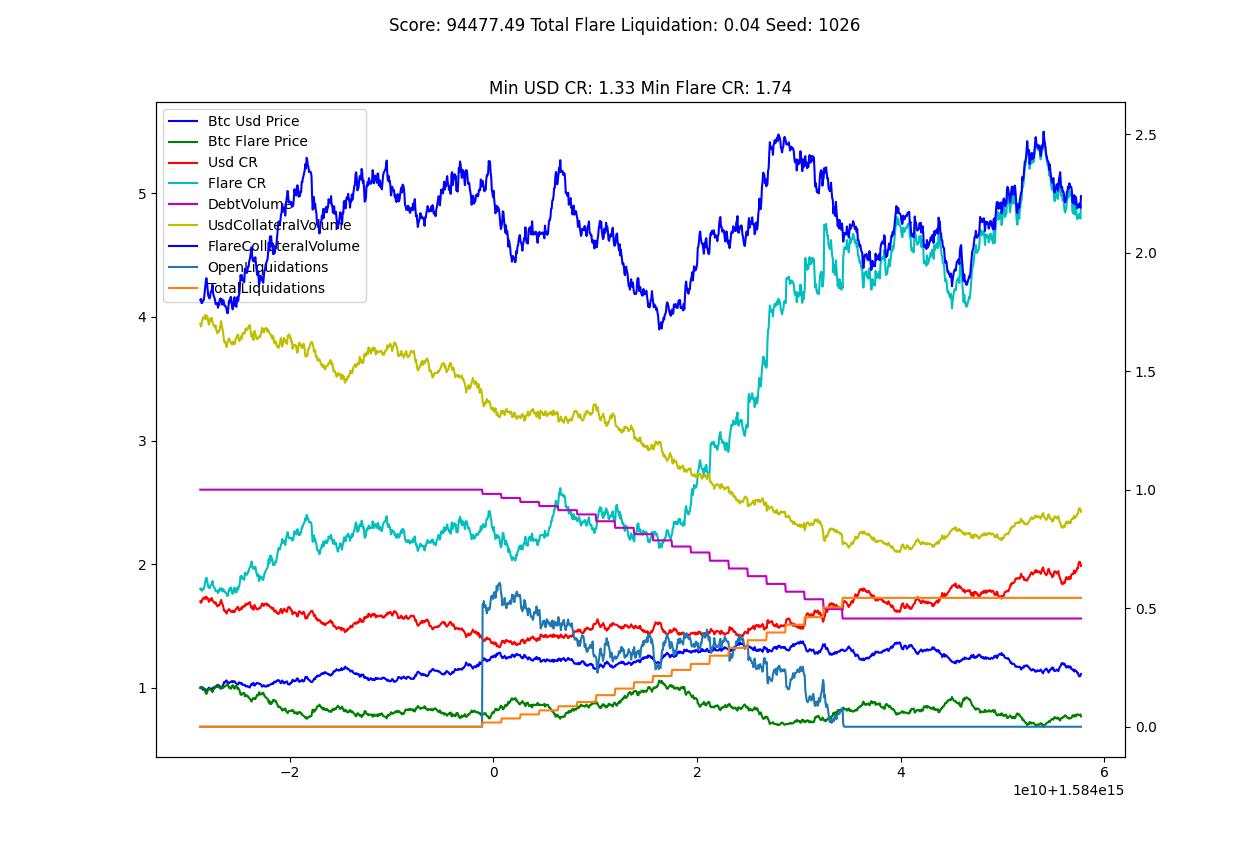 Score: 94477.49 Total Flare Liquidation: 0.04 Seed: 1026
Min USD CR: 1.33 Min Flare CR: 1.74
Btc Usd Price
Btc Flare Price
Usd CR
Flare CR
DebtVolume
UsdCollateralVolume
FlareCollateralVolume
OpenLiquidations
TotalLiquidations
5
4
3
2
1
2.5
2.0
1.5
1.0
0.5
0.0
−2
0
2
4
6
1e10+1.584e15